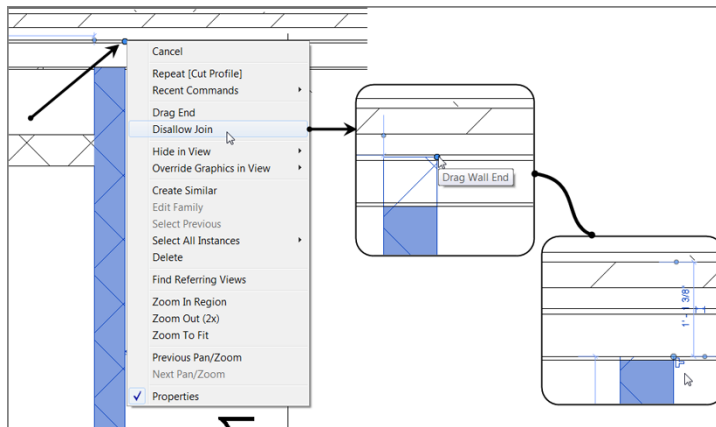 Cancel
Repeat [Cut Profile]
Recent Commands
Drag End
Disallow Join
Hide in View
Override Graphics in View
Create Similar
Edit Family
Select Previous
Select All Instances
Delete
Find Referring Views
Zoom In Region
Zoom Out (2x)
Zoom To Fit
Previous Pan/Zoom
Next Pan/Zoom
Properties
Drag Wall End
1' - 1 3/8"